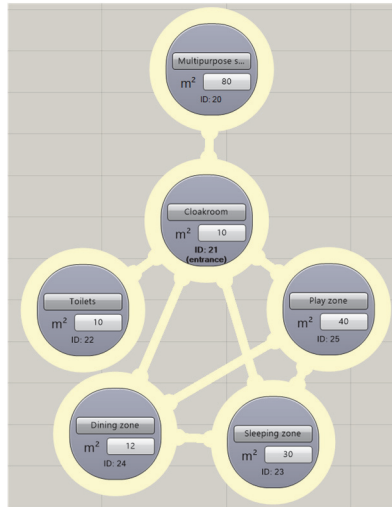 Multipurpose s...
m² 80
ID: 20
Cloakroom
m² 10
ID: 21
(entrance)
Toilets
m² 10
ID: 22
Play zone
m² 40
ID: 25
Dining zone
m² 12
ID: 24
Sleeping zone
m² 30
ID: 23